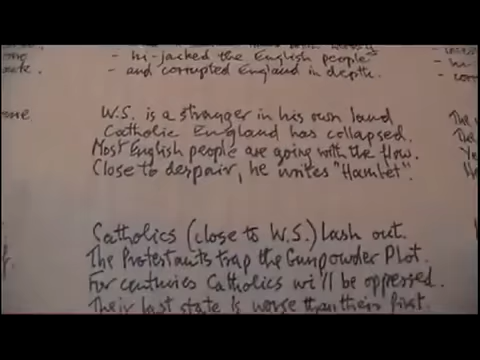 - hi-jacked the English people
- and corrupted England in depth.
W.S. is a stranger in his own land
Catholic England has collapsed.
Most English people are going with the flow.
Close to despair, he writes "Hamlet".
Catholics (close to W.S.) lash out.
The Protestants trap the Gunpowder Plot.
For centuries Catholics will be oppressed.
Their last state is worse than their first.